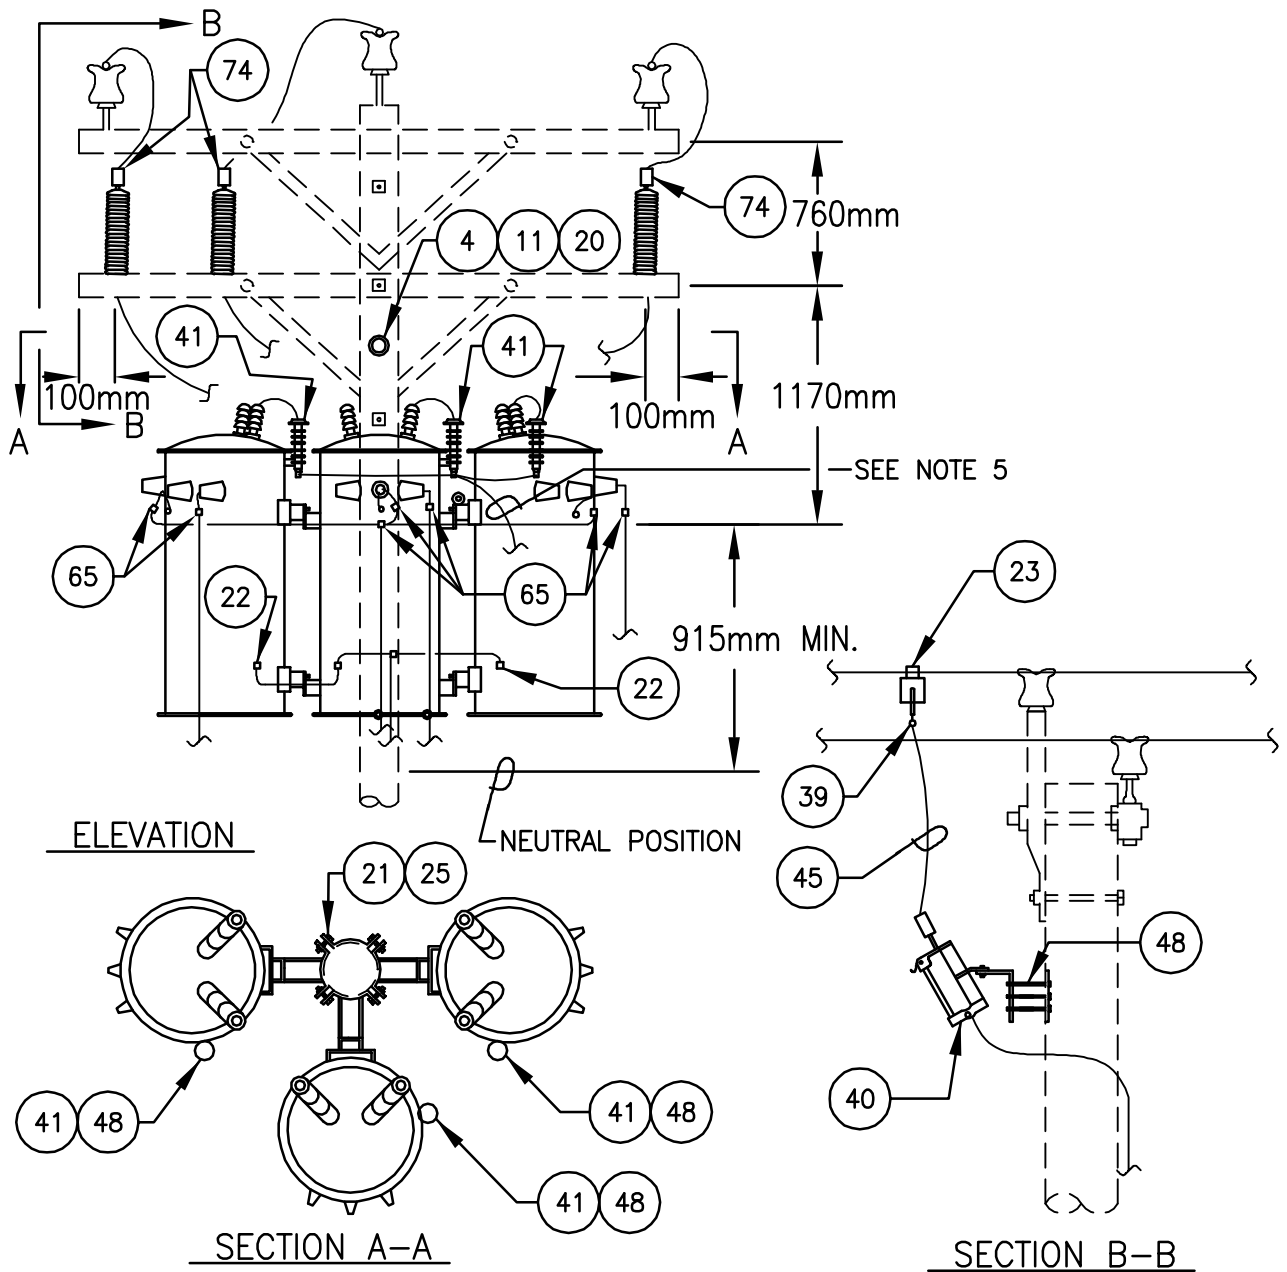 B
74
74
760mm
4 11 20
41
41
100mm
100mm
1170mm
A
B
A
SEE NOTE 5
65
22
65
23
915mm MIN.
22
39
ELEVATION
NEUTRAL POSITION
21 25
45
48
40
41 48
41 48
41 48
SECTION A-A
SECTION B-B